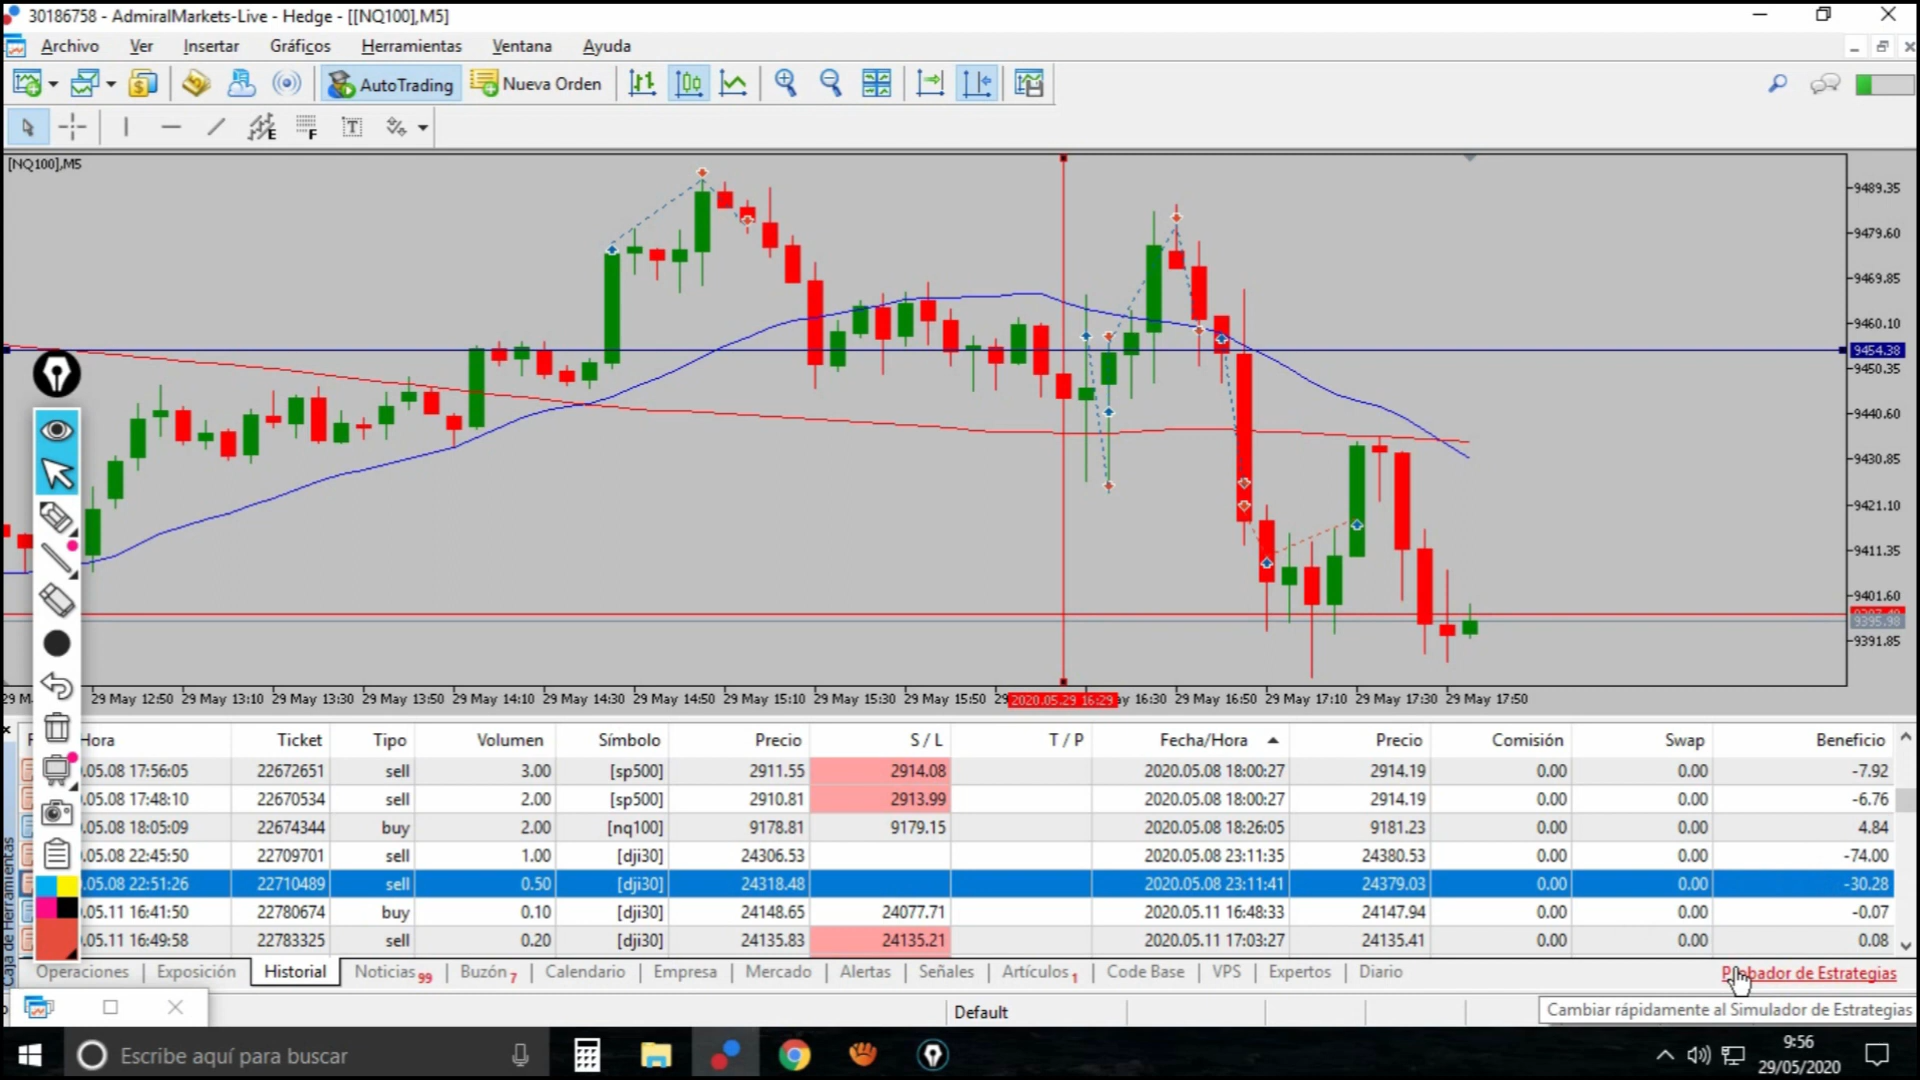 30186758 - AdmiralMarkets-Live - Hedge - [[NQ100],M5]
Archivo Ver Insertar Gráficos Herramientas Ventana Ayuda
AutoTrading Nueva Orden
E F T
[NQ100],M5
9489.35
9479.60
9469.85
9460.10
9454.38
9450.35
9440.60
9430.85
9421.10
9411.35
9401.60
9395.98
9391.85
29 May 12:50 29 May 13:10 29 May 13:30 29 May 13:50 29 May 14:10 29 May 14:30 29 May 14:50 29 May 15:10 29 May 15:30 29 May 15:50 29 2020.05.29 16:29 ay 16:30 29 May 16:50 29 May 17:10 29 May 17:30 29 May 17:50
Hora Ticket Tipo Volumen Símbolo Precio S / L T / P Fecha/Hora Precio Comisión Swap Beneficio
.05.08 17:56:05 22672651 sell 3.00 [sp500] 2911.55 2914.08 2020.05.08 18:00:27 2914.19 0.00 0.00 -7.92
.05.08 17:48:10 22670534 sell 2.00 [sp500] 2910.81 2913.99 2020.05.08 18:00:27 2914.19 0.00 0.00 -6.76
.05.08 18:05:09 22674344 buy 2.00 [nq100] 9178.81 9179.15 2020.05.08 18:26:05 9181.23 0.00 0.00 4.84
.05.08 22:45:50 22709701 sell 1.00 [dji30] 24306.53 2020.05.08 23:11:35 24380.53 0.00 0.00 -74.00
.05.08 22:51:26 22710489 sell 0.50 [dji30] 24318.48 2020.05.08 23:11:41 24379.03 0.00 0.00 -30.28
.05.11 16:41:50 22780674 buy 0.10 [dji30] 24148.65 24077.71 2020.05.11 16:48:33 24147.94 0.00 0.00 -0.07
.05.11 16:49:58 22783325 sell 0.20 [dji30] 24135.83 24135.21 2020.05.11 17:03:27 24135.41 0.00 0.00 0.08
Caja de Herramientas
Operaciones Exposición Historial Noticias 99 Buzón 7 Calendario Empresa Mercado Alertas Señales Artículos 1 Code Base VPS Expertos Diario Probador de Estrategias
Default
Cambiar rápidamente al Simulador de Estrategias
Escribe aquí para buscar
9:56
29/05/2020